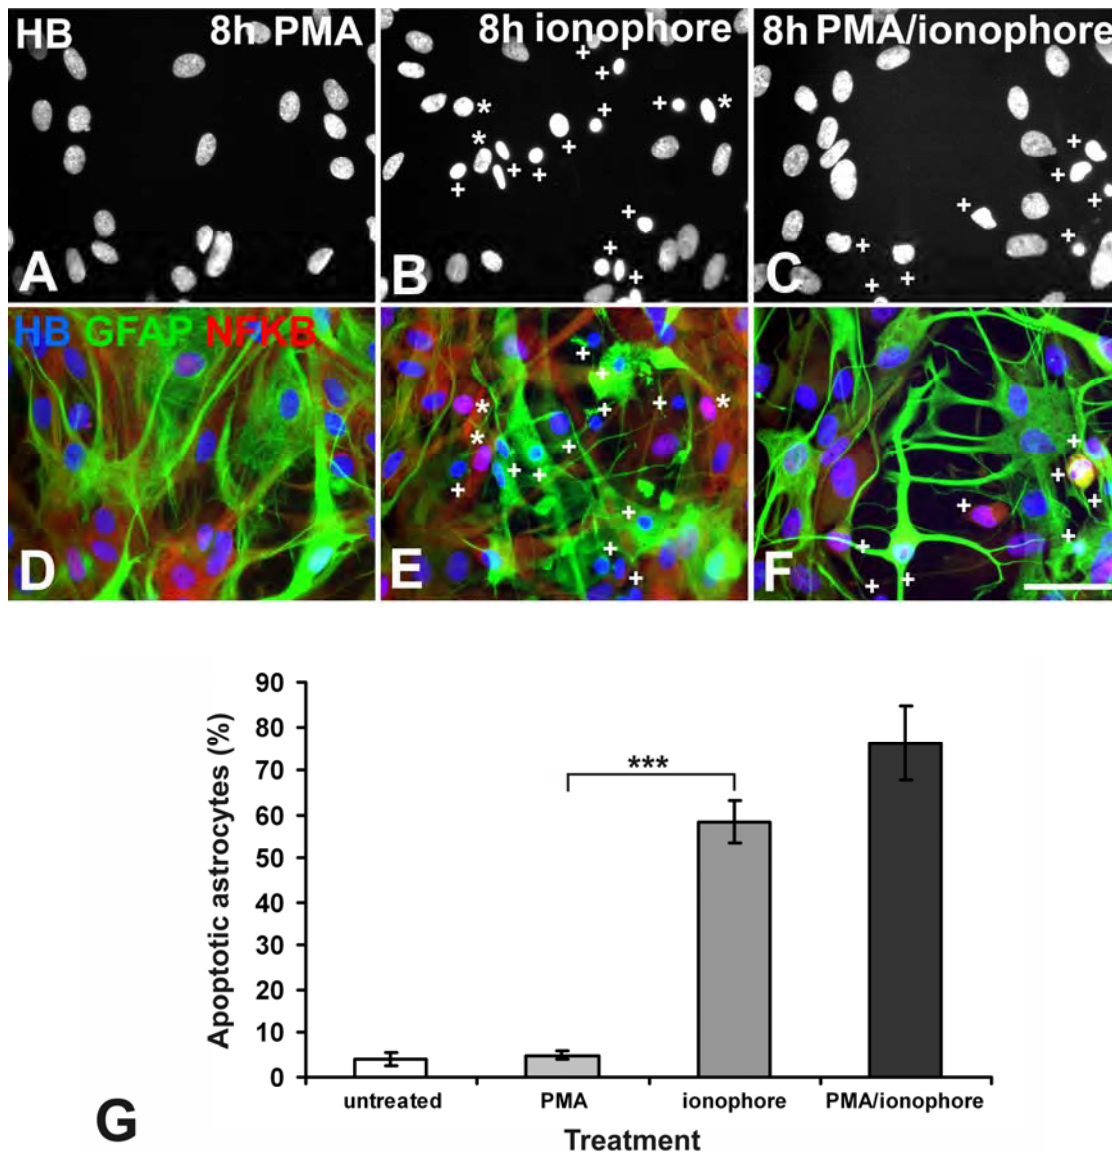 HB 8h PMA 8h ionophore 8h PMA/ionophore
+ + + * + + * * + + + + + + + +
+ + + + + + + + +
A B C
HB GFAP NFKB
+ + + * + + * * + + + + + + + +
+ + + + + + + + +
D E F
90
80
70
60
50
40
30
20
10
0
Apoptotic astrocytes (%)
***
untreated PMA ionophore PMA/ionophore
Treatment
G